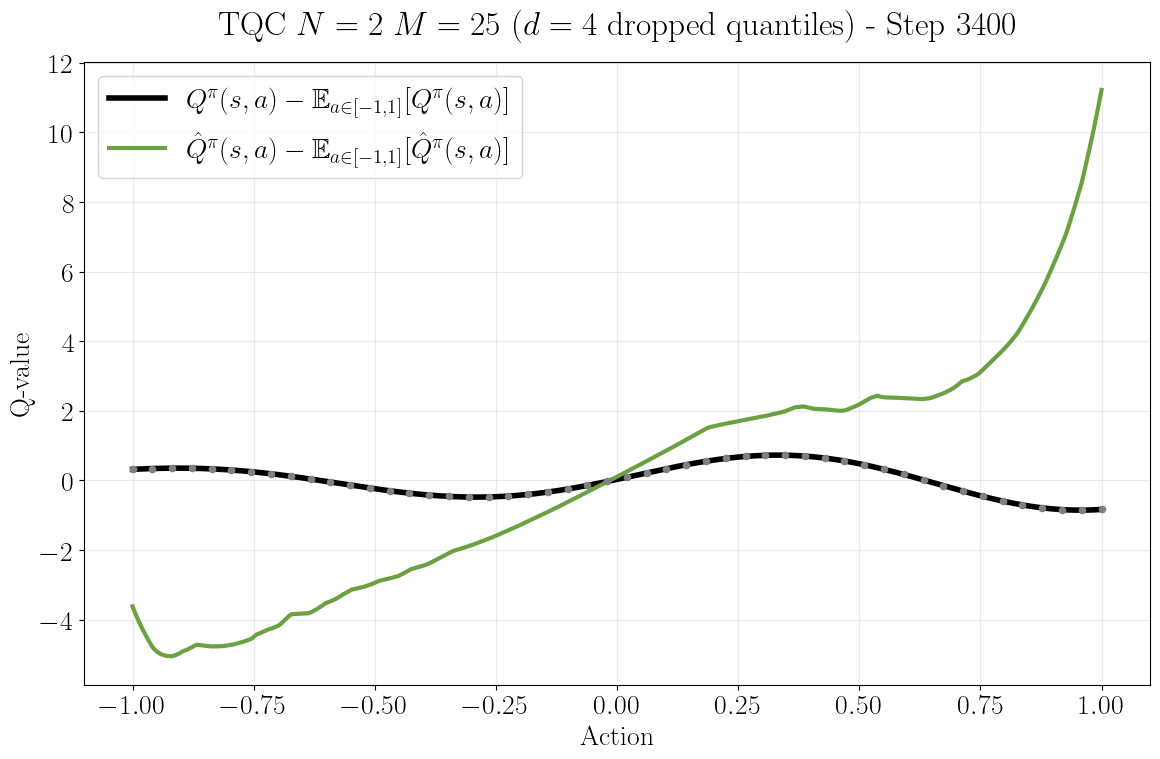 TQC N = 2 M = 25 (d = 4 dropped quantiles) - Step 3400
Q^π(s, a) − 𝔼_{a∈[−1,1]}[Q^π(s, a)]
Q̂^π(s, a) − 𝔼_{a∈[−1,1]}[Q̂^π(s, a)]
12
10
8
6
4
2
0
−2
−4
Q-value
−1.00 −0.75 −0.50 −0.25 0.00 0.25 0.50 0.75 1.00
Action